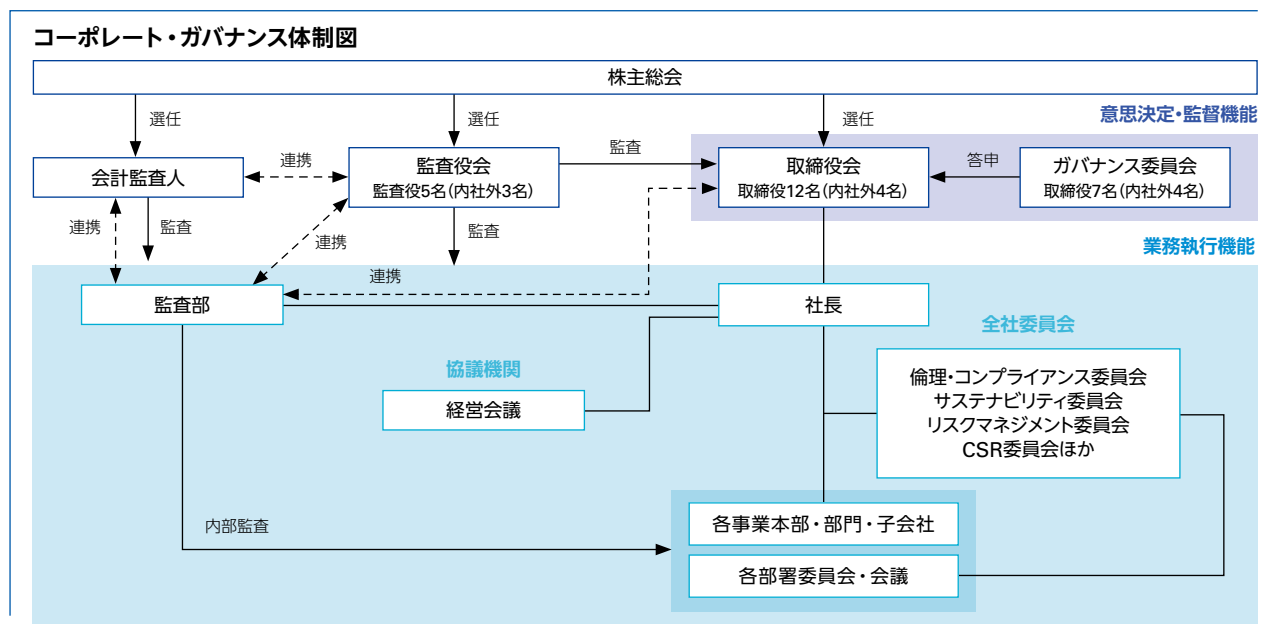 コーポレート・ガバナンス体制図
株主総会
意思決定・監督機能
選任
選任
選任
会計監査人
連携
監査役会
監査役5名(内社外3名)
監査
取締役会
取締役12名(内社外4名)
答申
ガバナンス委員会
取締役7名(内社外4名)
連携
監査
連携
監査
業務執行機能
連携
監査部
社長
全社委員会
協議機関
経営会議
倫理・コンプライアンス委員会
サステナビリティ委員会
リスクマネジメント委員会
CSR委員会ほか
内部監査
各事業本部・部門・子会社
各部署委員会・会議